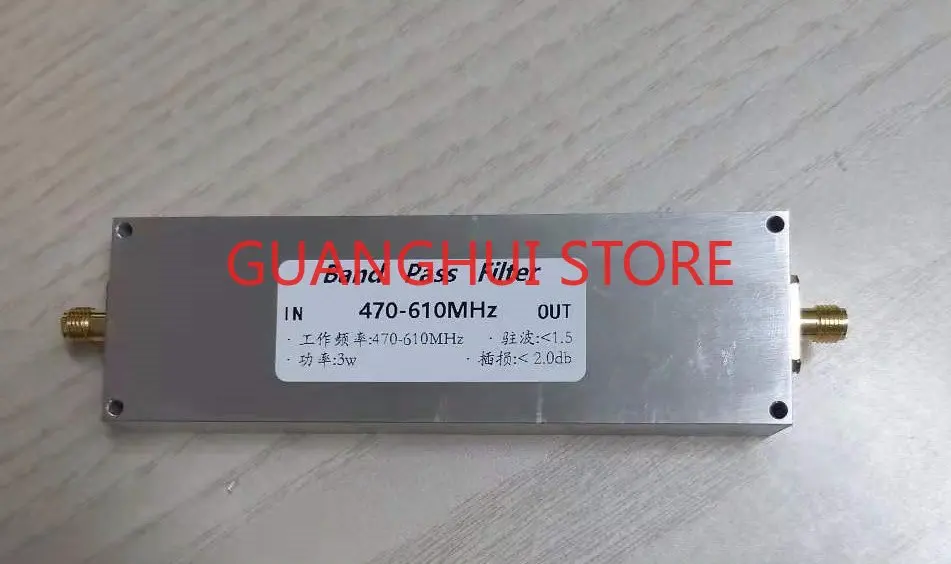 GUANGHUI STORE
Band Pass Filter
IN 470-610MHz OUT
· 工作频率:470-610MHz · 驻波:<1.5
· 功率:3w · 插损:< 2.0db